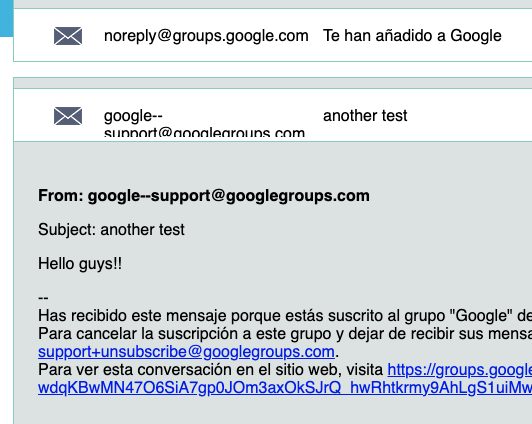 noreply@groups.google.com Te han añadido a Google
google-- another test
support@googlegroups.com
From: google--support@googlegroups.com
Subject: another test
Hello guys!!
--
Has recibido este mensaje porque estás suscrito al grupo "Google" de
Para cancelar la suscripción a este grupo y dejar de recibir sus mensa
support+unsubscribe@googlegroups.com.
Para ver esta conversación en el sitio web, visita https://groups.google
wdqKBwMN47O6SiA7gp0JOm3axOkSJrQ_hwRhtkrmy9AhLgS1uiMw